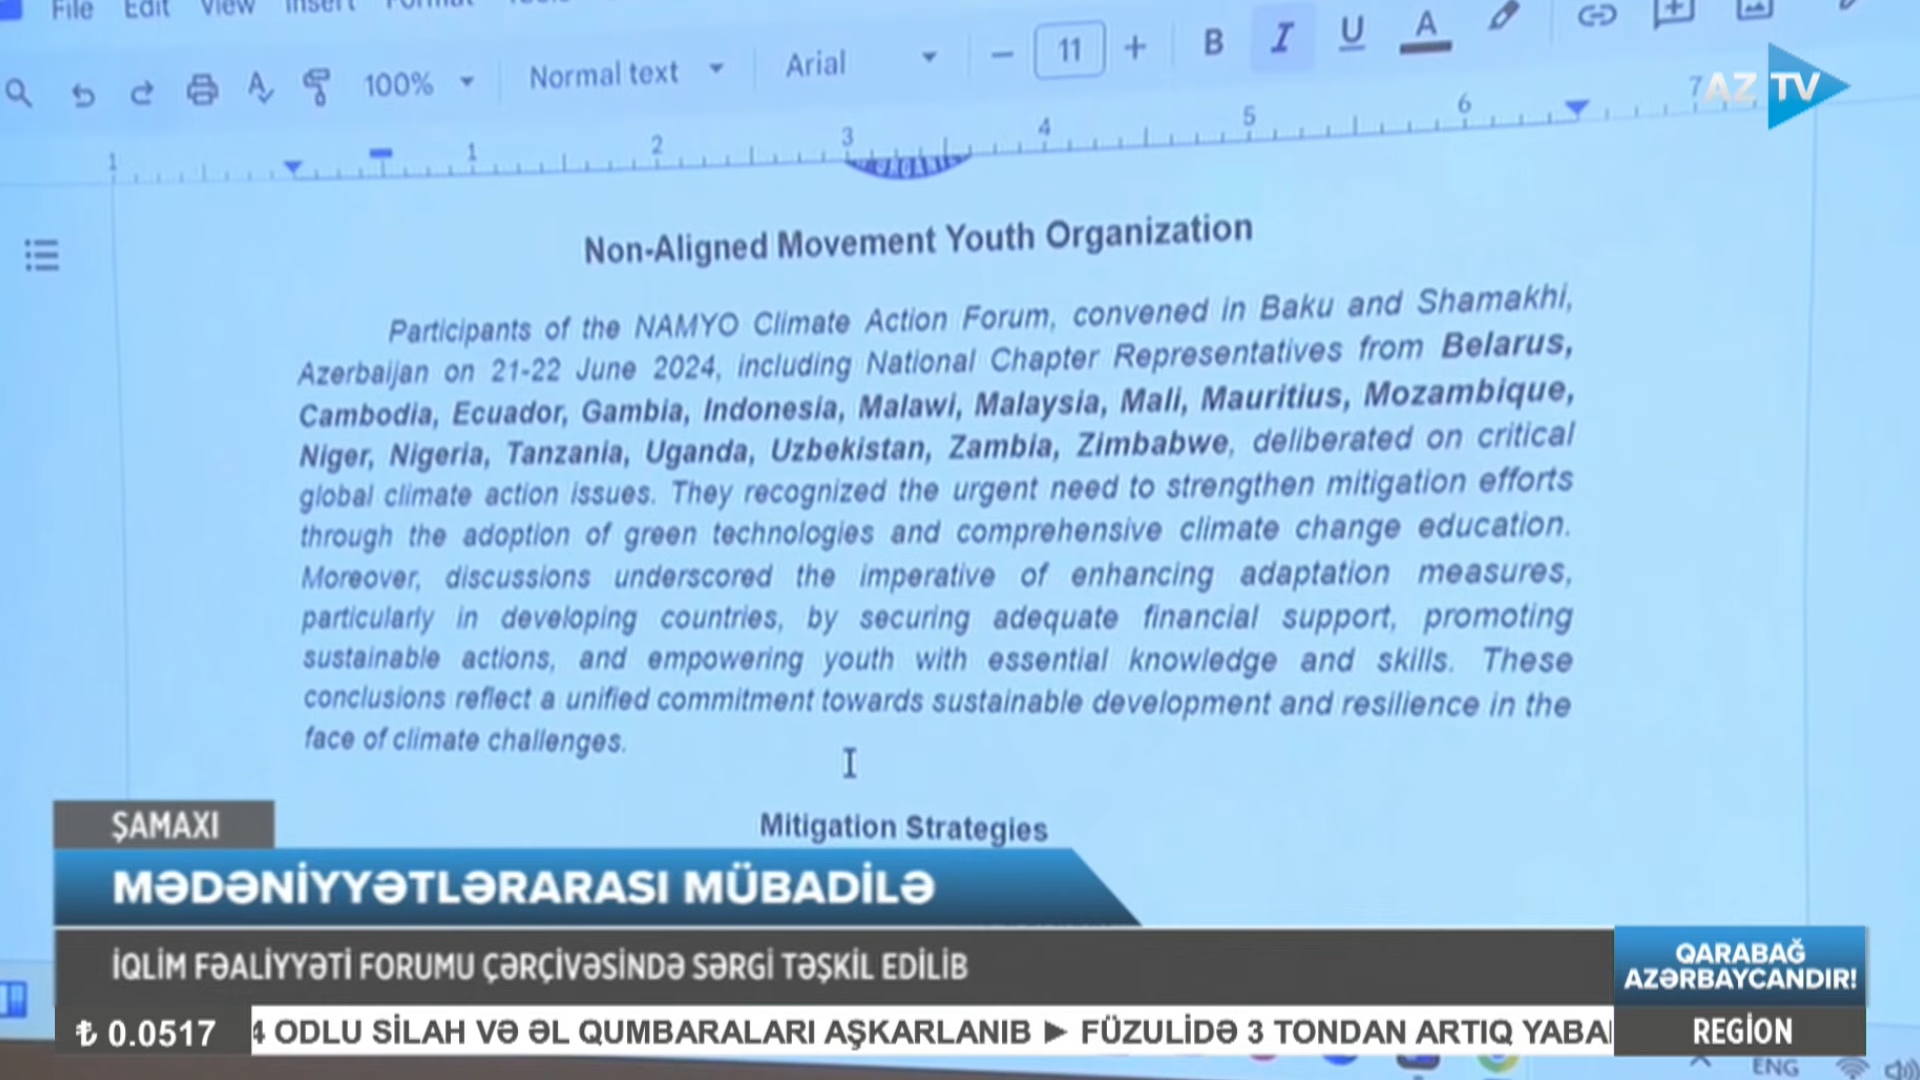 File Edit View Insert Format
100% Normal text Arial 11 B I U A
1 1 2 3 4 5 6 7
AZTV
Non-Aligned Movement Youth Organization
Participants of the NAMYO Climate Action Forum, convened in Baku and Shamakhi,
Azerbaijan on 21-22 June 2024, including National Chapter Representatives from Belarus,
Cambodia, Ecuador, Gambia, Indonesia, Malawi, Malaysia, Mali, Mauritius, Mozambique,
Niger, Nigeria, Tanzania, Uganda, Uzbekistan, Zambia, Zimbabwe, deliberated on critical
global climate action issues. They recognized the urgent need to strengthen mitigation efforts
through the adoption of green technologies and comprehensive climate change education.
Moreover, discussions underscored the imperative of enhancing adaptation measures,
particularly in developing countries, by securing adequate financial support, promoting
sustainable actions, and empowering youth with essential knowledge and skills. These
conclusions reflect a unified commitment towards sustainable development and resilience in the
face of climate challenges.
Mitigation Strategies
ŞAMAXI
MƏDƏNİYYƏTLƏRARASI MÜBADİLƏ
İQLİM FƏALİYYƏTİ FORUMU ÇƏRÇİVƏSİNDƏ SƏRGİ TƏŞKİL EDİLİB
QARABAĞ
AZƏRBAYCANDIR!
₺ 0.0517
4 ODLU SİLAH VƏ ƏL QUMBARALARI AŞKARLANIB ► FÜZULİDƏ 3 TONDAN ARTIQ
REGİON
ENG